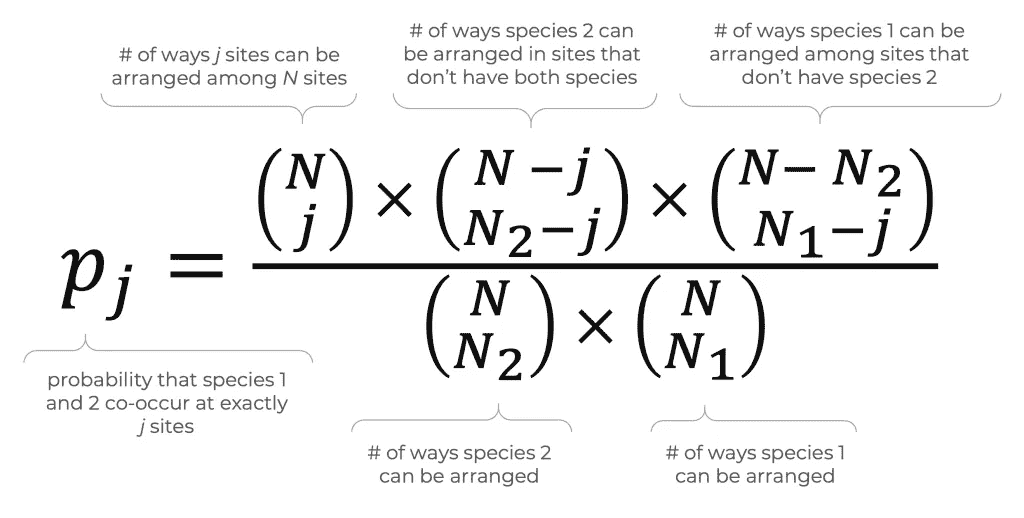 # of ways j sites can be
arranged among N sites
# of ways species 2 can
be arranged in sites that
don't have both species
# of ways species 1 can be
arranged among sites that
don't have species 2
p_j = \frac{\binom{N}{j} × \binom{N-j}{N_2-j} × \binom{N-N_2}{N_1-j}}{\binom{N}{N_2} × \binom{N}{N_1}}
probability that species 1
and 2 co-occur at exactly
j sites
# of ways species 2
can be arranged
# of ways species 1
can be arranged